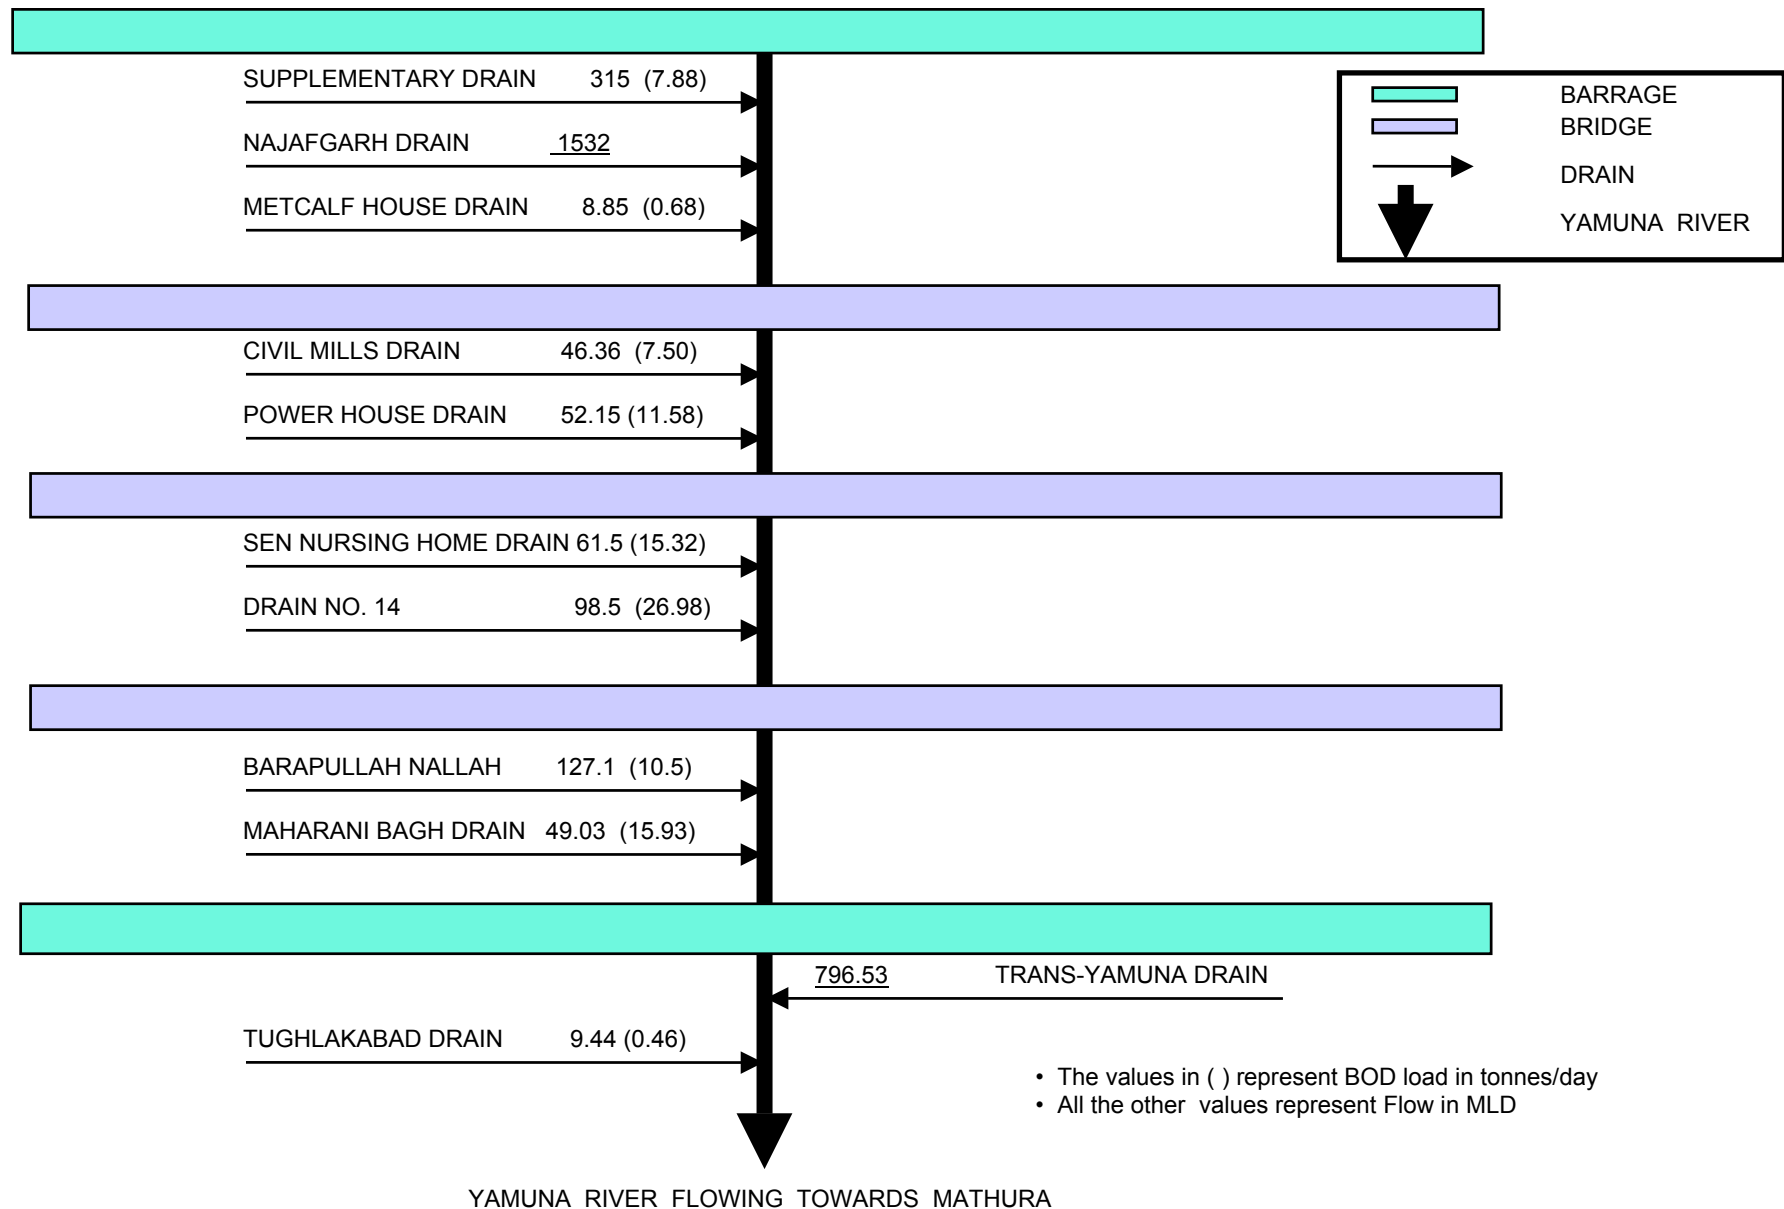 SUPPLEMENTARY DRAIN 315 (7.88)
NAJAFGARH DRAIN 1532
METCALF HOUSE DRAIN 8.85 (0.68)
BARRAGE
BRIDGE
DRAIN
YAMUNA RIVER
CIVIL MILLS DRAIN 46.36 (7.50)
POWER HOUSE DRAIN 52.15 (11.58)
SEN NURSING HOME DRAIN 61.5 (15.32)
DRAIN NO. 14 98.5 (26.98)
BARAPULLAH NALLAH 127.1 (10.5)
MAHARANI BAGH DRAIN 49.03 (15.93)
796.53 TRANS-YAMUNA DRAIN
TUGHLAKABAD DRAIN 9.44 (0.46)
• The values in ( ) represent BOD load in tonnes/day
• All the other values represent Flow in MLD
YAMUNA RIVER FLOWING TOWARDS MATHURA